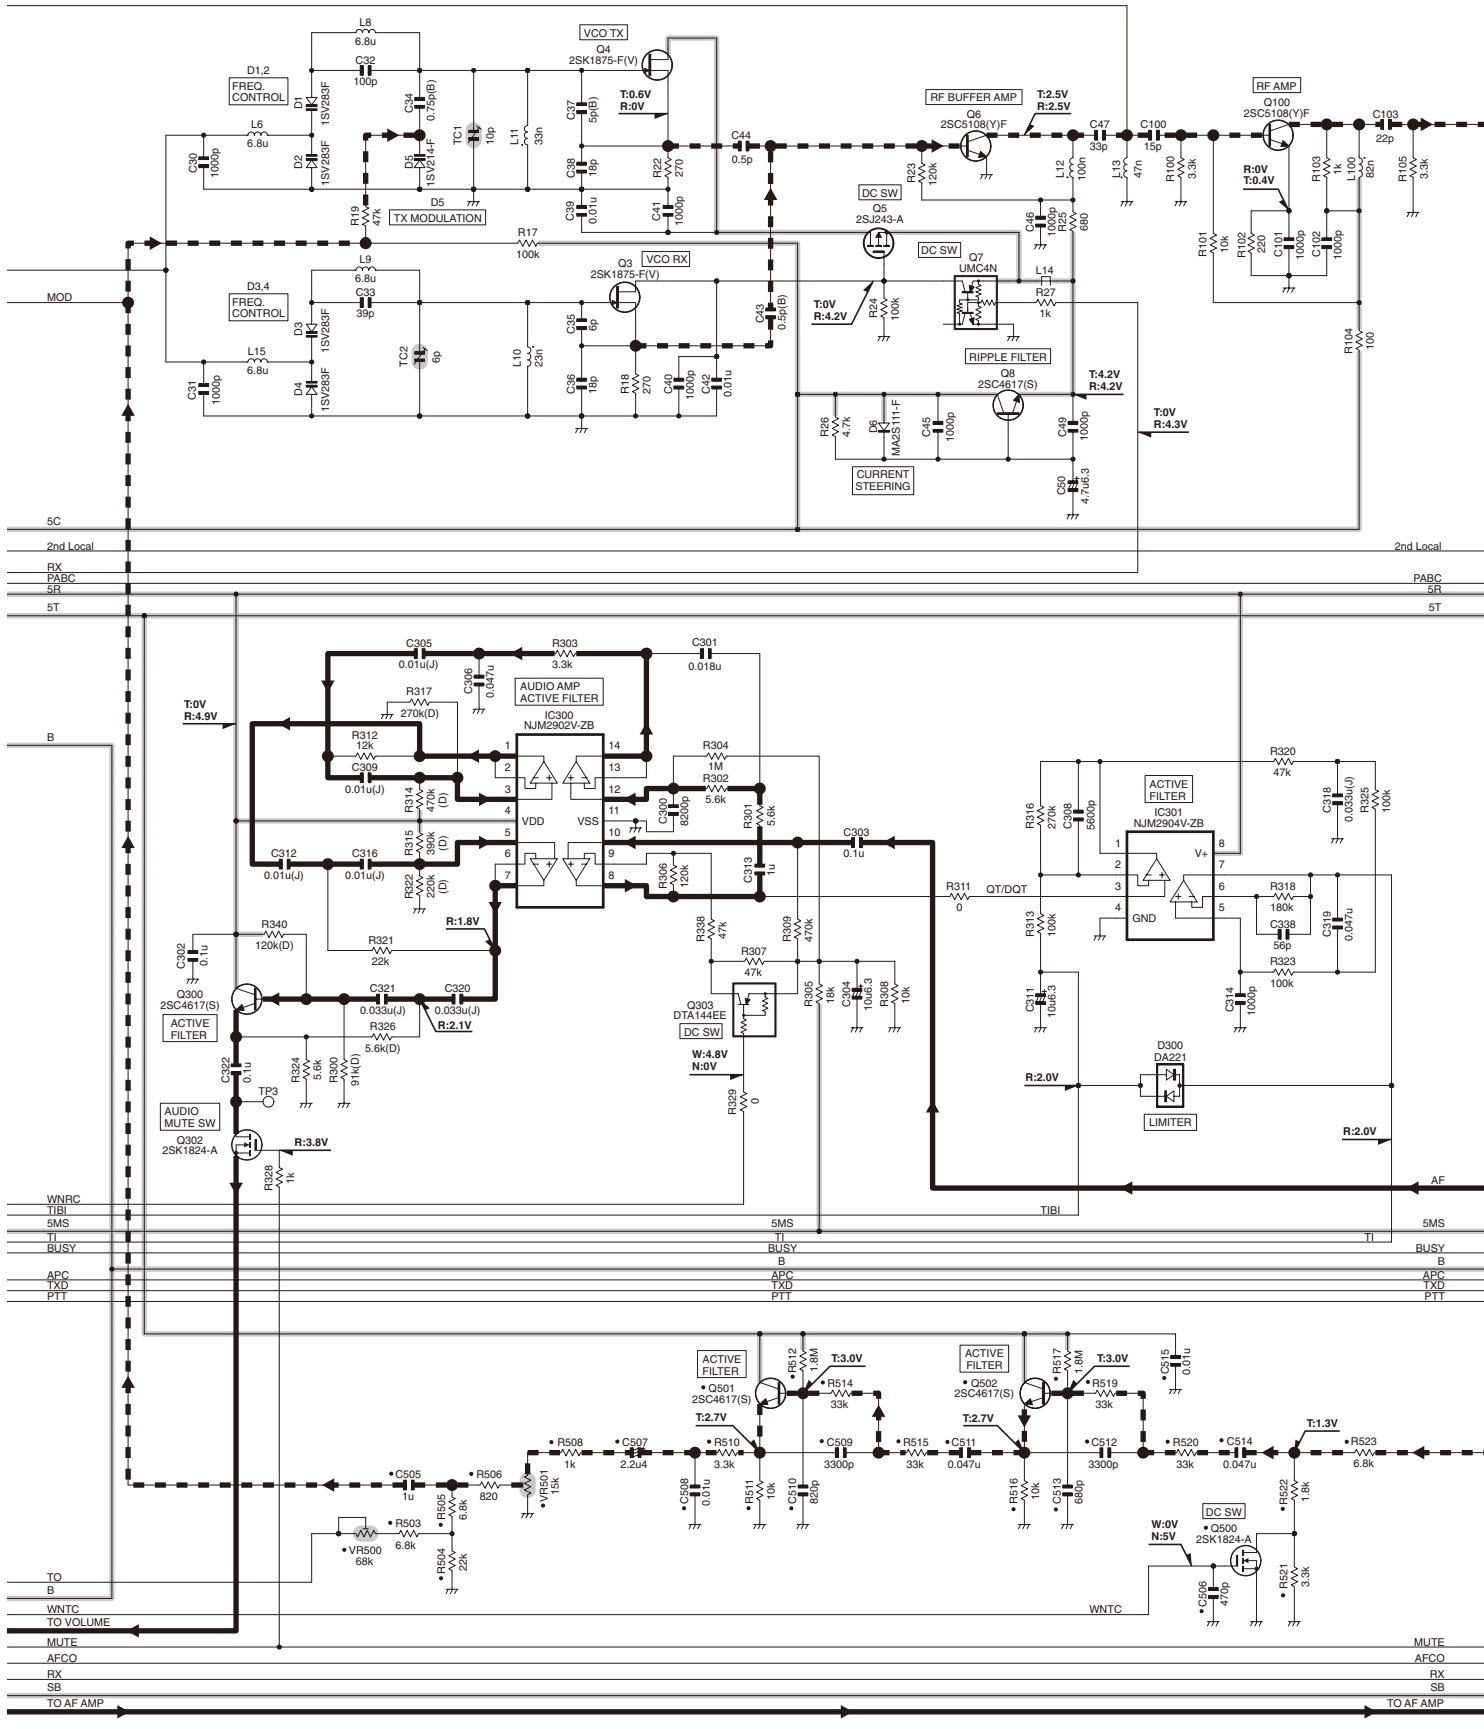 L8
6.8u
C32
100p
D1,2
FREQ.
CONTROL
D1
1SV283F
C34
0.75p(B)
L6
6.8u
C30
1000p
D2
1SV283F
D5
1SV214-F
TC1
10p
L11
33n
D5
TX MODULATION
R19
47k
VCO TX
Q4
2SK1875-F(V)
T:0.6V
R:0V
C37
5p(B)
C38
18p
R22
270
C39
0.01u
C41
1000p
C44
0.5p
RF BUFFER AMP
Q6
2SC5108(Y)F
T:2.5V
R:2.5V
R23
120k
C47
33p
C100
15p
L12
100n
L13
47n
R100
3.3k
RF AMP
Q100
2SC5108(Y)F
R:0V
T:0.4V
R103
1k
L100
82n
C103
22p
R105
3.3k
DC SW
Q5
2SJ243-A
C46
1000p
R25
680
R101
10k
R102
220
C101
1000p
C102
1000p
R17
100k
L9
6.8u
C33
39p
MOD
D3,4
FREQ.
CONTROL
D3
1SV283F
L15
6.8u
C31
1000p
D4
1SV283F
TC2
6p
L10
23n
Q3
2SK1875-F(V)
VCO RX
C35
6p
C36
18p
R18
270
C40
1000p
C42
0.01u
C43
0.5p(B)
T:0V
R:4.2V
R24
100k
DC SW
Q7
UMC4N
L14
R27
1k
R104
100
RIPPLE FILTER
Q8
2SC4617(S)
T:4.2V
R:4.2V
T:0V
R:4.3V
R26
4.7k
D6
MA2S111-F
C45
1000p
C49
1000p
CURRENT
STEERING
C50
4.7u6.3
5C
2nd Local
2nd Local
RX
PABC
PABC
5R
5R
5T
5T
C305
0.01u(J)
R303
3.3k
C301
0.018u
C306
0.047u
T:0V
R:4.9V
R317
270k(D)
AUDIO AMP
ACTIVE FILTER
IC300
NJM2902V-ZB
B
R312
12k
C309
0.01u(J)
R314
470k
(D)
R315
390k
(D)
1
2
3
4
5
6
7
14
13
12
11
10
9
8
VDD
VSS
R304
1M
R302
5.6k
C300
8200p
R301
5.6k
C303
0.1u
C312
0.01u(J)
C316
0.01u(J)
R322
220k
(D)
R306
120k
C313
1u
R320
47k
R316
270k
C308
5600p
ACTIVE
FILTER
IC301
NJM2904V-ZB
C318
0.033u(J)
R325
100k
1
2
3
4
8
7
6
5
V+
GND
R311
0
QT/DQT
R318
180k
C338
56p
C319
0.047u
R313
100k
R323
100k
C314
1000p
C311
10u6.3
R:1.8V
R340
120k(D)
C302
0.1u
R321
22k
R338
47k
R309
470k
R307
47k
Q300
2SC4617(S)
ACTIVE
FILTER
C321
0.033u(J)
C320
0.033u(J)
R:2.1V
R326
5.6k(D)
Q303
DTA144EE
DC SW
R305
18k
C304
10u6.3
R308
10k
C322
0.1u
R324
5.6k
R300
91k(D)
TP3
W:4.8V
N:0V
R329
0
R:2.0V
D300
DA221
LIMITER
R:2.0V
AUDIO
MUTE SW
Q302
2SK1824-A
R:3.8V
R328
1k
AF
WNRC
TIBI
TIBI
5MS
5MS
5MS
TI
TI
TI
BUSY
BUSY
BUSY
B
B
APC
APC
APC
TXD
TXD
TXD
PTT
PTT
PTT
ACTIVE
FILTER
• Q501
2SC4617(S)
• R512
1.8M
T:3.0V
• R514
33k
ACTIVE
FILTER
• Q502
2SC4617(S)
• R517
1.8M
T:3.0V
• R519
33k
• C515
0.01u
T:2.7V
T:2.7V
T:1.3V
• R508
1k
• C507
2.2u4
• R510
3.3k
• C509
3300p
• R515
33k
• C511
0.047u
• C512
3300p
• R520
33k
• C514
0.047u
• R523
6.8k
• C505
1u
• R506
820
• VR501
15k
• C508
0.01u
• R511
10k
• C510
820p
• R516
10k
• C513
680p
• R522
1.8k
• R505
6.8k
• R503
6.8k
• VR500
68k
• R504
22k
W:0V
N:5V
DC SW
• Q500
2SK1824-A
• C506
470p
• R521
3.3k
TO
B
WNTC
WNTC
TO VOLUME
MUTE
MUTE
AFCO
AFCO
RX
RX
SB
SB
TO AF AMP
TO AF AMP